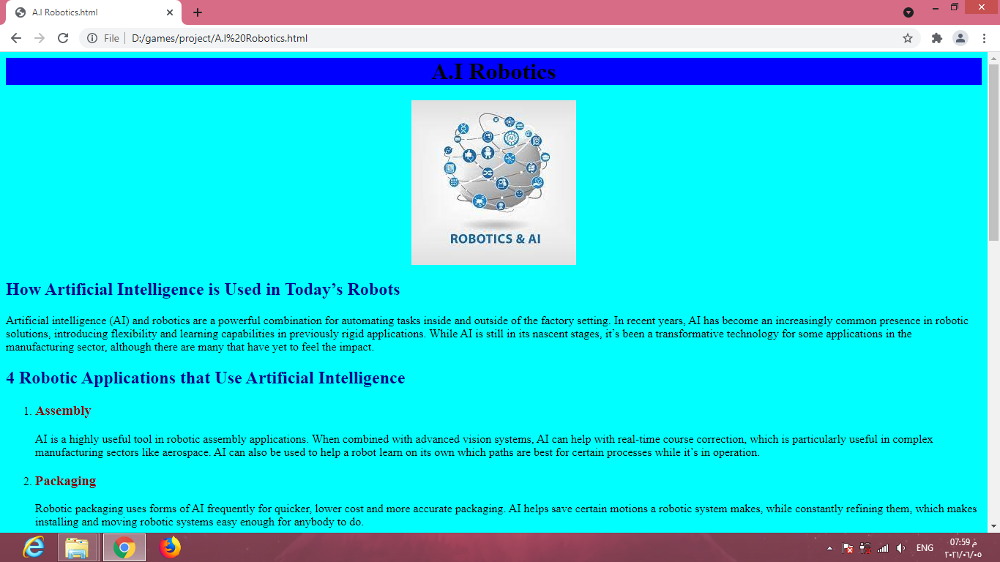 A.I Robotics.html
File
D:/games/project/A.I%20Robotics.html
A.I Robotics
ROBOTICS & AI
How Artificial Intelligence is Used in Today’s Robots
Artificial intelligence (AI) and robotics are a powerful combination for automating tasks inside and outside of the factory setting. In recent years, AI has become an increasingly common presence in robotic
solutions, introducing flexibility and learning capabilities in previously rigid applications. While AI is still in its nascent stages, it’s been a transformative technology for some applications in the
manufacturing sector, although there are many that have yet to feel the impact.
4 Robotic Applications that Use Artificial Intelligence
1. Assembly
AI is a highly useful tool in robotic assembly applications. When combined with advanced vision systems, AI can help with real-time course correction, which is particularly useful in complex
manufacturing sectors like aerospace. AI can also be used to help a robot learn on its own which paths are best for certain processes while it’s in operation.
2. Packaging
Robotic packaging uses forms of AI frequently for quicker, lower cost and more accurate packaging. AI helps save certain motions a robotic system makes, while constantly refining them, which makes
installing and moving robotic systems easy enough for anybody to do.
ENG
07:59 م
٢٠٢١/٠٦/٠٥